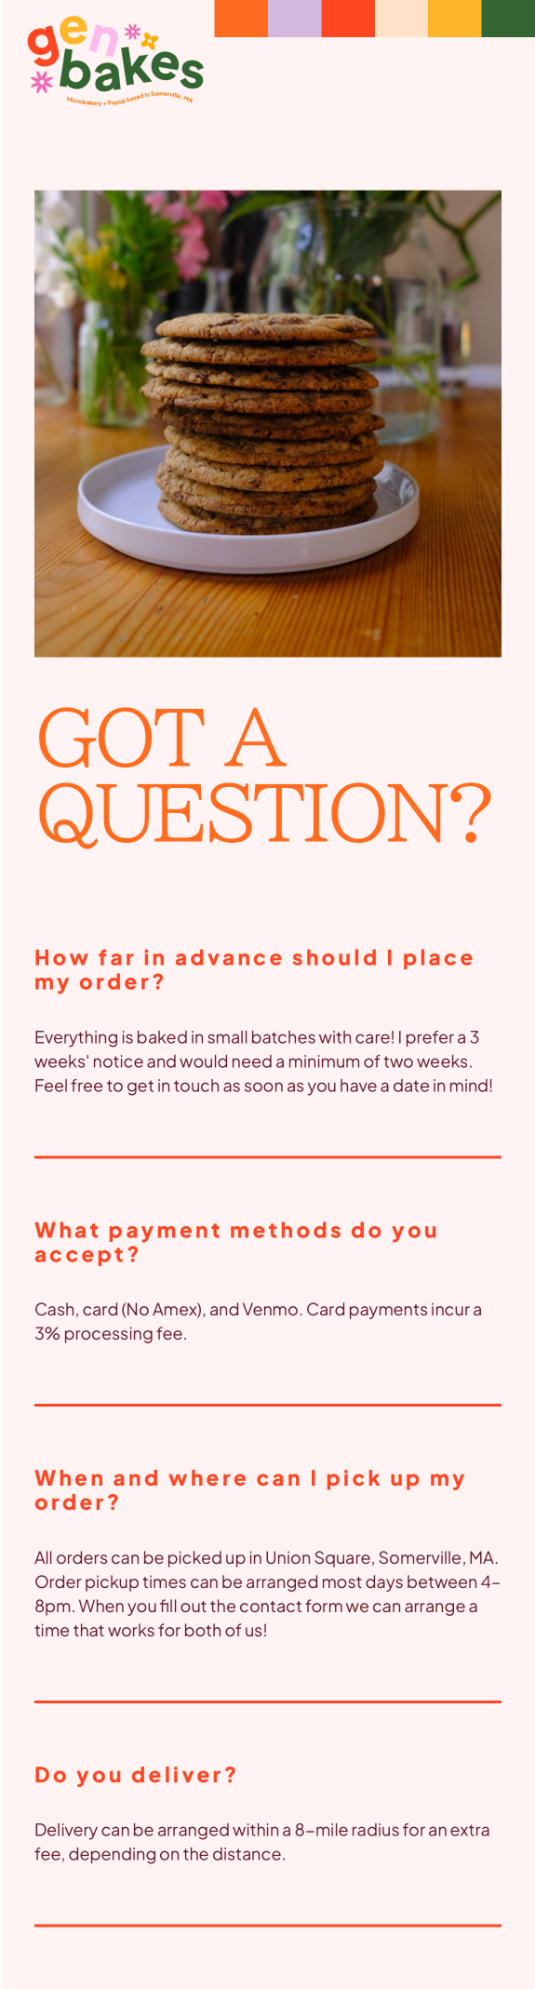 gen
bakes
Microbakery + Popup based in Somerville, MA
GOT A
QUESTION?
How far in advance should I place
my order?
Everything is baked in small batches with care! I prefer a 3
weeks' notice and would need a minimum of two weeks.
Feel free to get in touch as soon as you have a date in mind!
What payment methods do you
accept?
Cash, card (No Amex), and Venmo. Card payments incur a
3% processing fee.
When and where can I pick up my
order?
All orders can be picked up in Union Square, Somerville, MA.
Order pickup times can be arranged most days between 4–
8pm. When you fill out the contact form we can arrange a
time that works for both of us!
Do you deliver?
Delivery can be arranged within a 8–mile radius for an extra
fee, depending on the distance.